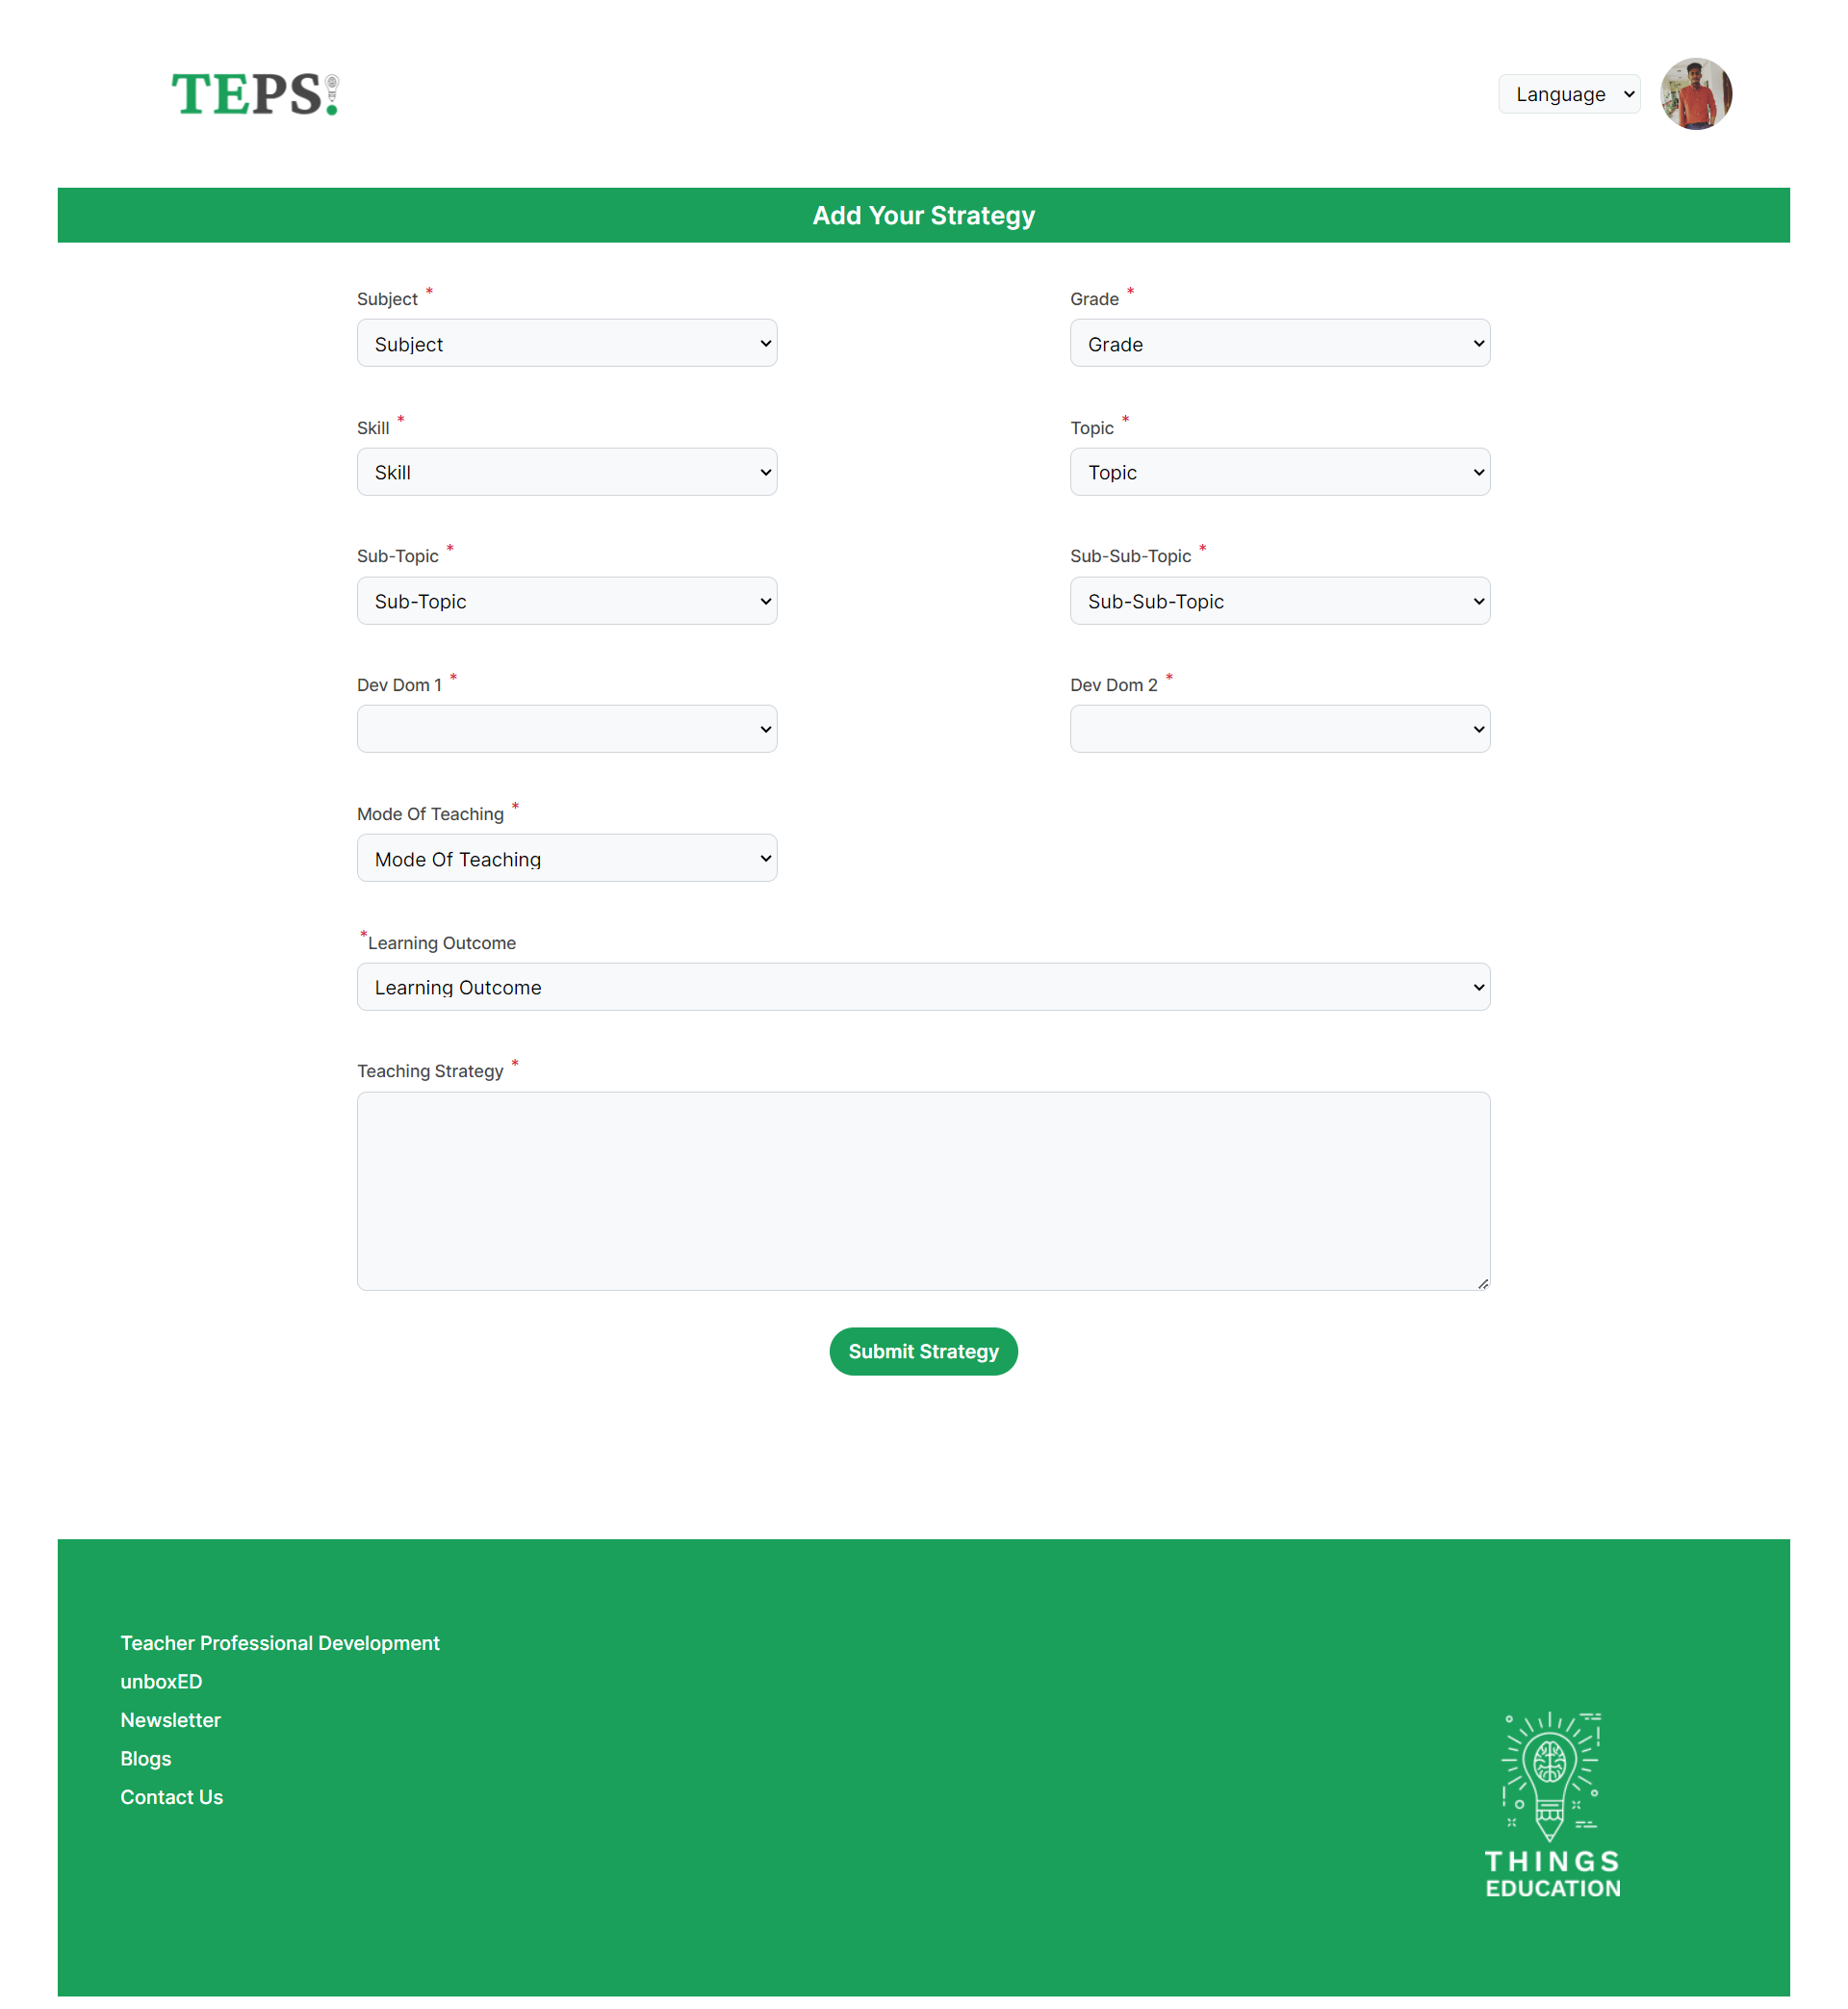 TEPS!
Language
Add Your Strategy
Subject *
Grade *
Subject
Grade
Skill *
Topic *
Skill
Topic
Sub-Topic *
Sub-Sub-Topic *
Sub-Topic
Sub-Sub-Topic
Dev Dom 1 *
Dev Dom 2 *
Mode Of Teaching *
Mode Of Teaching
*Learning Outcome
Learning Outcome
Teaching Strategy *
Submit Strategy
Teacher Professional Development
unboxED
Newsletter
Blogs
Contact Us
THINGS
EDUCATION